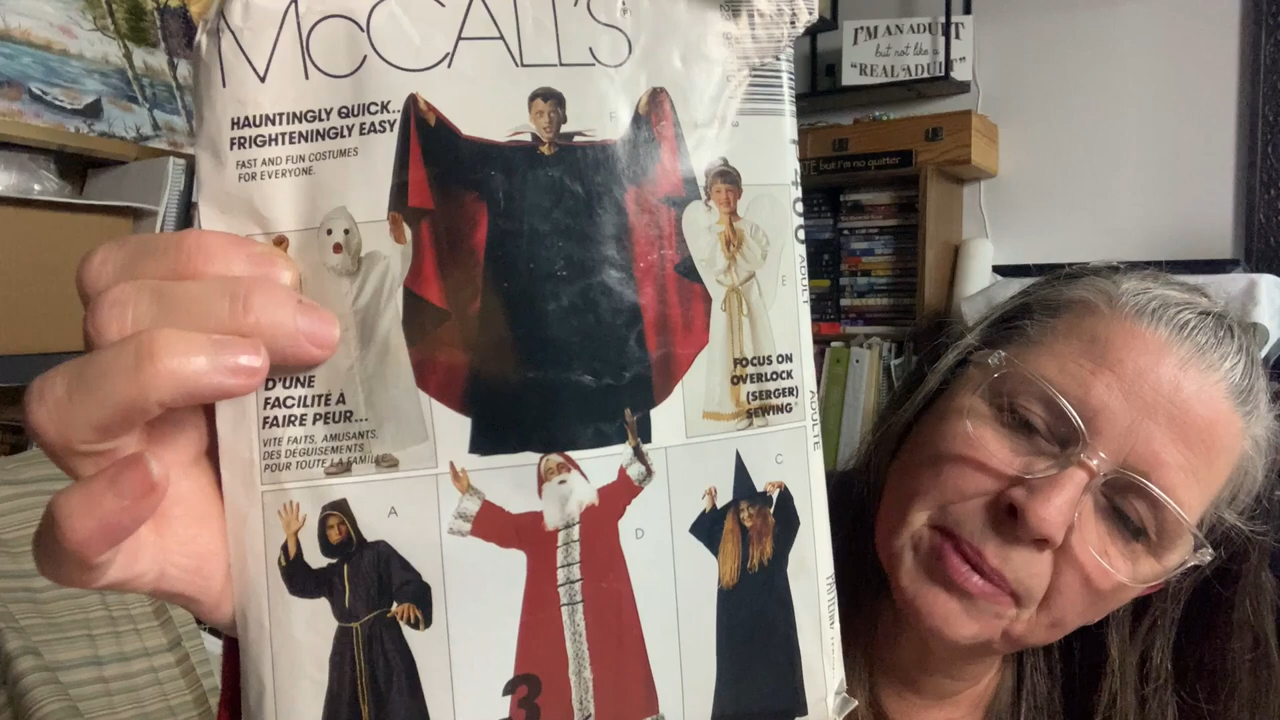 McCALL'S
HAUNTINGLY QUICK..
FRIGHTENINGLY EASY
FAST AND FUN COSTUMES
FOR EVERYONE.
F
E
FOCUS ON
OVERLOCK
(SERGER)
SEWING
D'UNE
FACILITÉ À
FAIRE PEUR...
VITE FAITS, AMUSANTS.
DES DÉGUISEMENTS
POUR TOUTE LA FAMILLE
A
D
C
3
ADULT
ADULTE
PATTERN
I'M AN ADULT
but not like a
"REAL ADULT"
but I'm no quitter